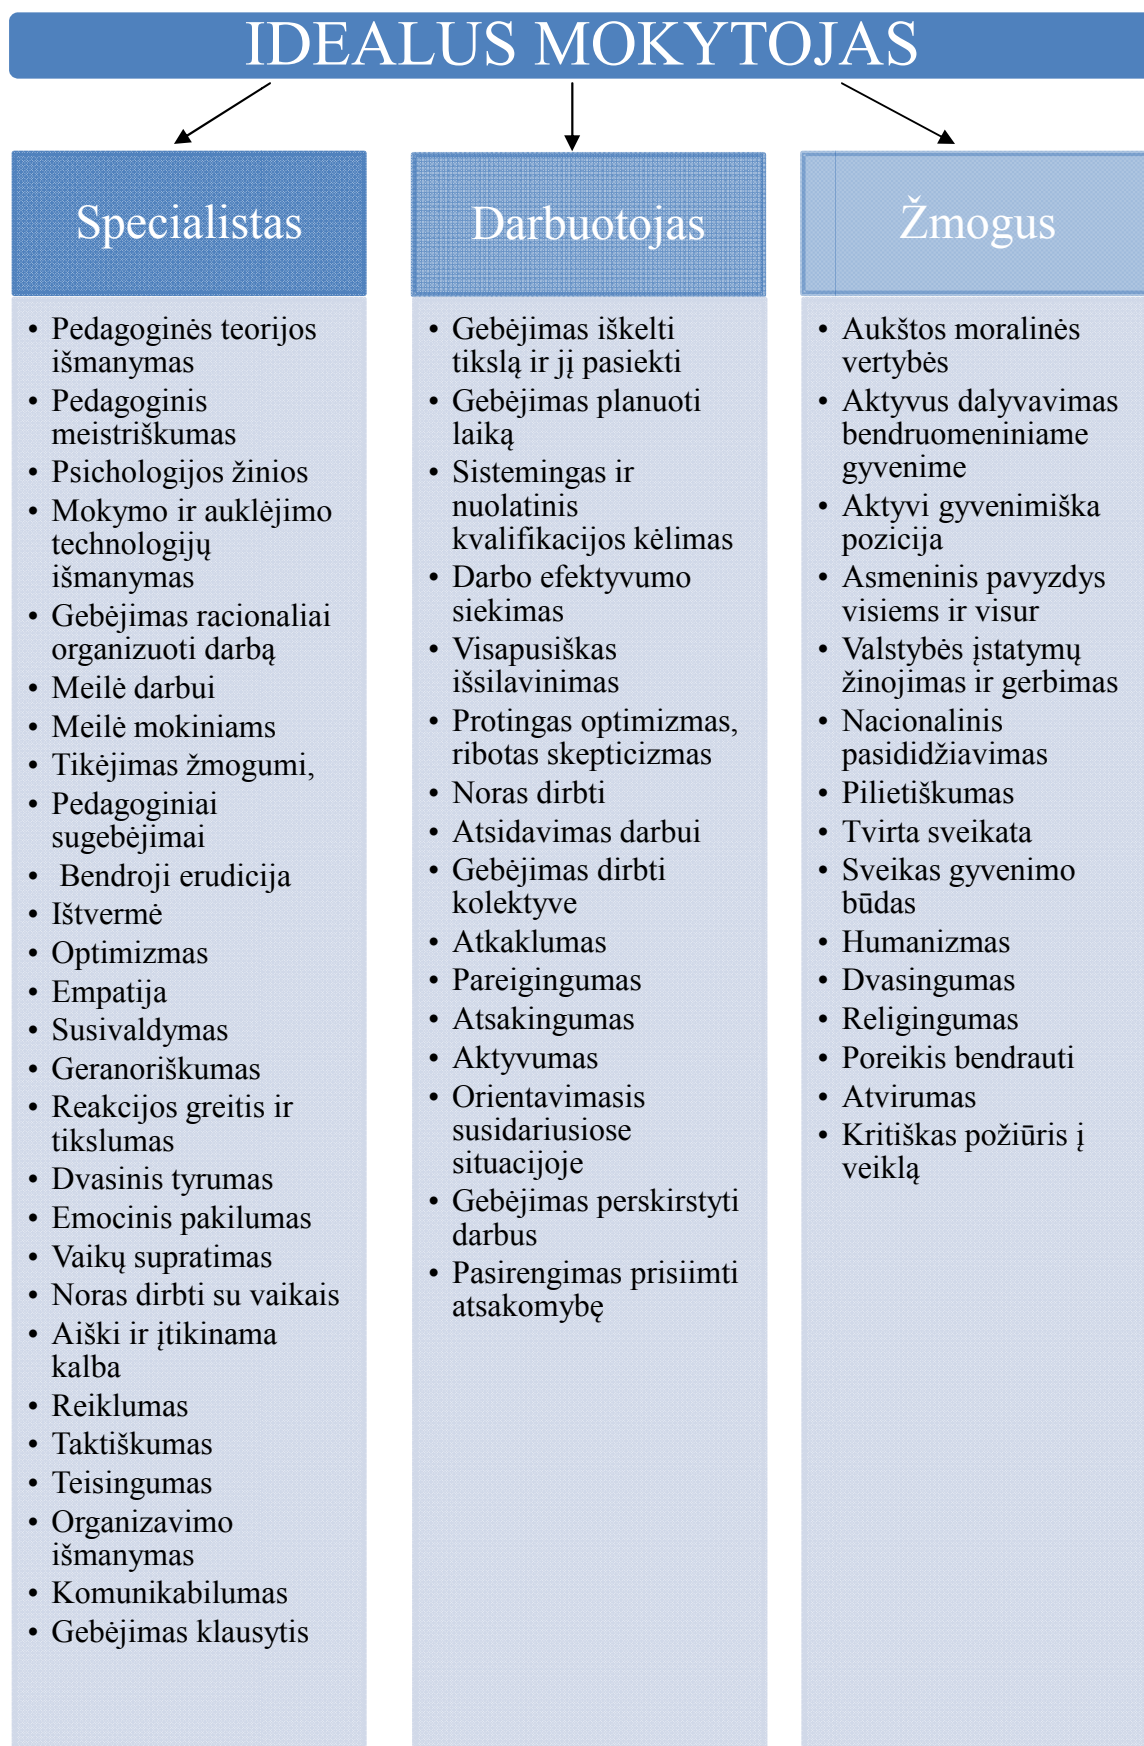 IDEALUS MOKYTOJAS
Specialistas
• Pedagoginės teorijos
išmanymas
• Pedagoginis
meistriškumas
• Psichologijos žinios
• Mokymo ir auklėjimo
technologijų
išmanymas
• Gebėjimas racionaliai
organizuoti darbą
• Meilė darbui
• Meilė mokiniams
• Tikėjimas žmogumi,
• Pedagoginiai
sugebėjimai
• Bendroji erudicija
• Ištvermė
• Optimizmas
• Empatija
• Susivaldymas
• Geranoriškumas
• Reakcijos greitis ir
tikslumas
• Dvasinis tyrumas
• Emocinis pakilumas
• Vaikų supratimas
• Noras dirbti su vaikais
• Aiški ir įtikinama
kalba
• Reiklumas
• Taktiškumas
• Teisingumas
• Organizavimo
išmanymas
• Komunikabilumas
• Gebėjimas klausytis
Darbuotojas
• Gebėjimas iškelti
tikslą ir jį pasiekti
• Gebėjimas planuoti
laiką
• Sistemingas ir
nuolatinis
kvalifikacijos kėlimas
• Darbo efektyvumo
siekimas
• Visapusiškas
išsilavinimas
• Protingas optimizmas,
ribotas skepticizmas
• Noras dirbti
• Atsidavimas darbui
• Gebėjimas dirbti
kolektyve
• Atkaklumas
• Pareigingumas
• Atsakingumas
• Aktyvumas
• Orientavimasis
susidariusiose
situacijoje
• Gebėjimas perskirstyti
darbus
• Pasirengimas prisiimti
atsakomybę
Žmogus
• Aukštos moralinės
vertybės
• Aktyvus dalyvavimas
bendruomeniniame
gyvenime
• Aktyvi gyvenimiška
pozicija
• Asmeninis pavyzdys
visiems ir visur
• Valstybės įstatymų
žinojimas ir gerbimas
• Nacionalinis
pasididžiavimas
• Pilietiškumas
• Tvirta sveikata
• Sveikas gyvenimo
būdas
• Humanizmas
• Dvasingumas
• Religingumas
• Poreikis bendrauti
• Atvirumas
• Kritiškas požiūris į
veiklą